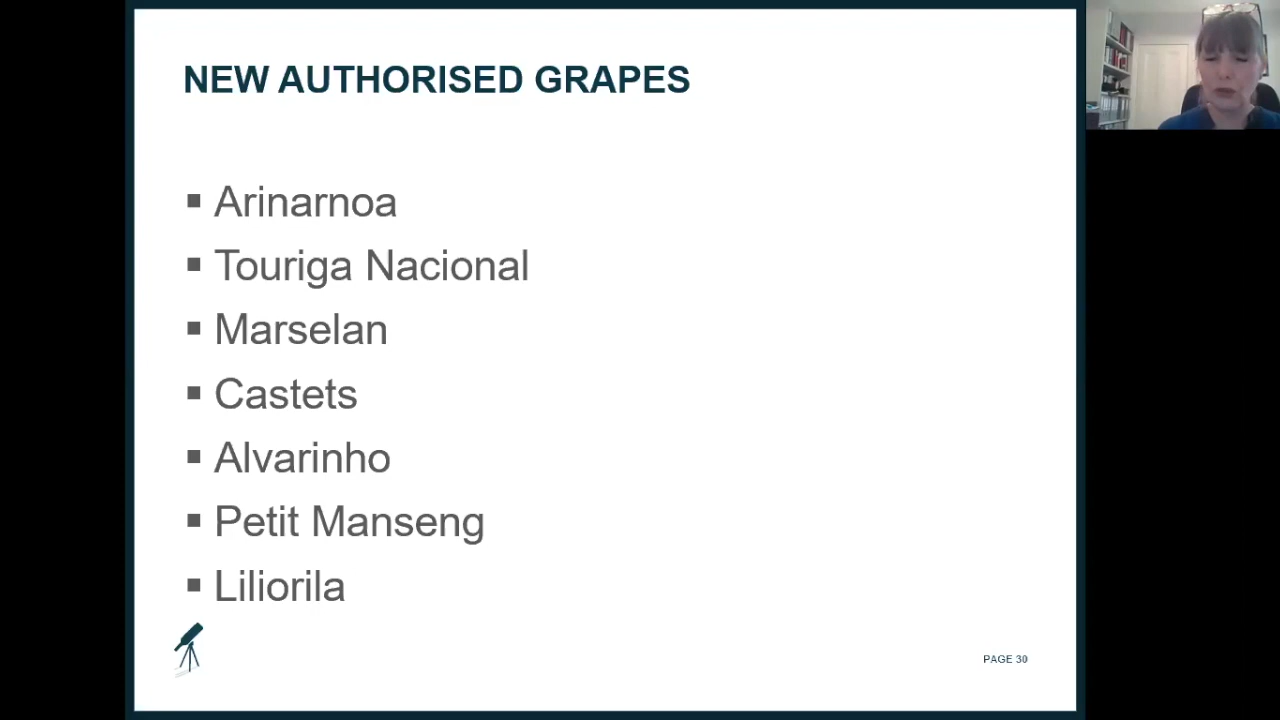 NEW AUTHORISED GRAPES
▪ Arinarnoa
▪ Touriga Nacional
▪ Marselan
▪ Castets
▪ Alvarinho
▪ Petit Manseng
▪ Liliorila
PAGE 30